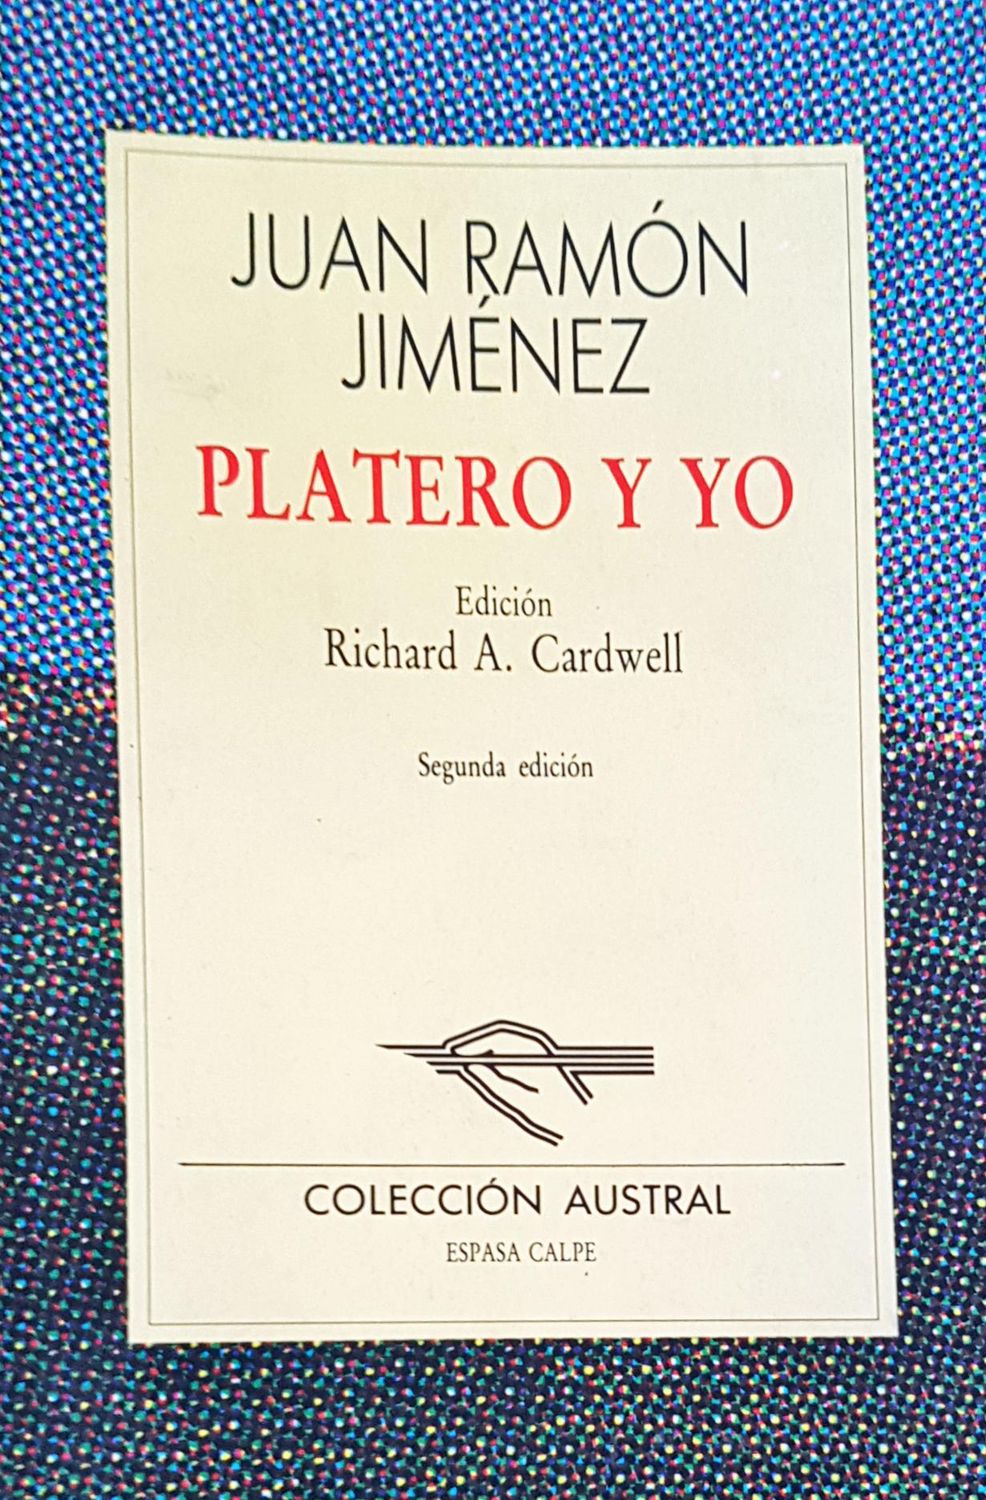 JUAN RAMÓN
JIMÉNEZ
PLATERO Y YO
Edición
Richard A. Cardwell
Segunda edición
COLECCIÓN AUSTRAL
ESPASA CALPE